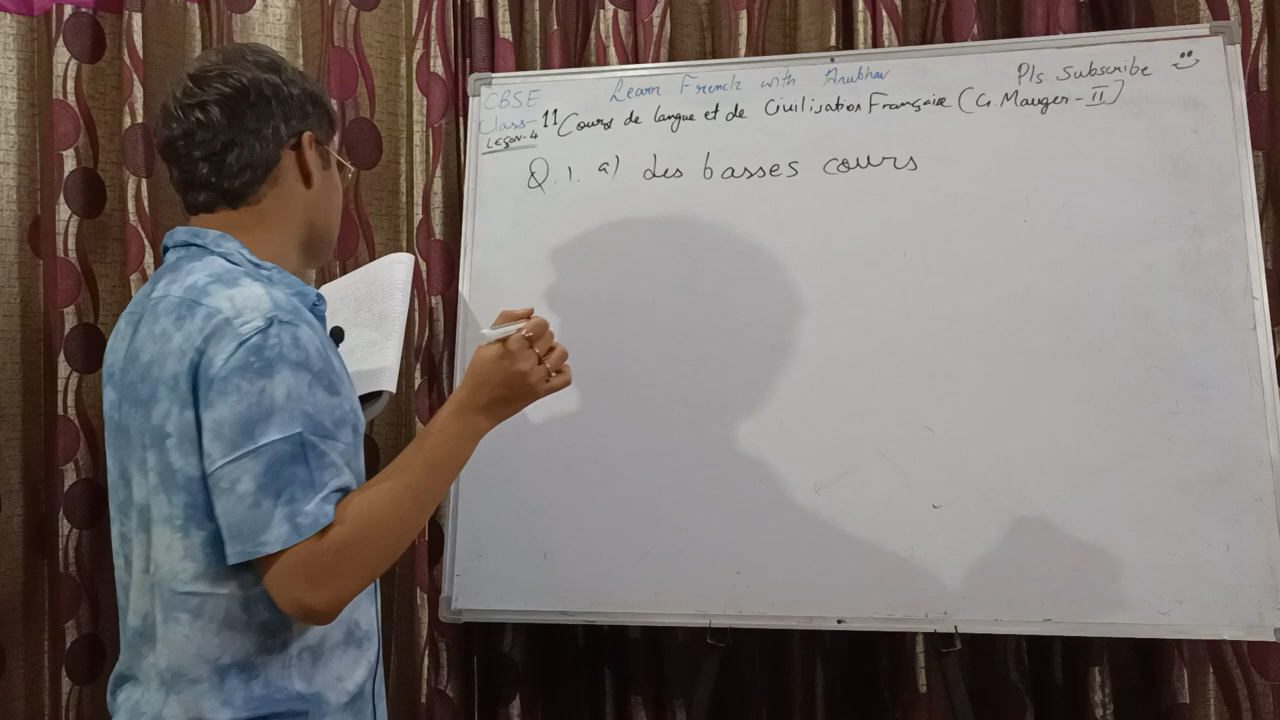 CBSE Learn French with Anubhav Pls Subscribe
Class-11 Cours de langue et de Civilisation Française (G. Mauger-II)
LEÇON-4
Q.1. a) des basses cours